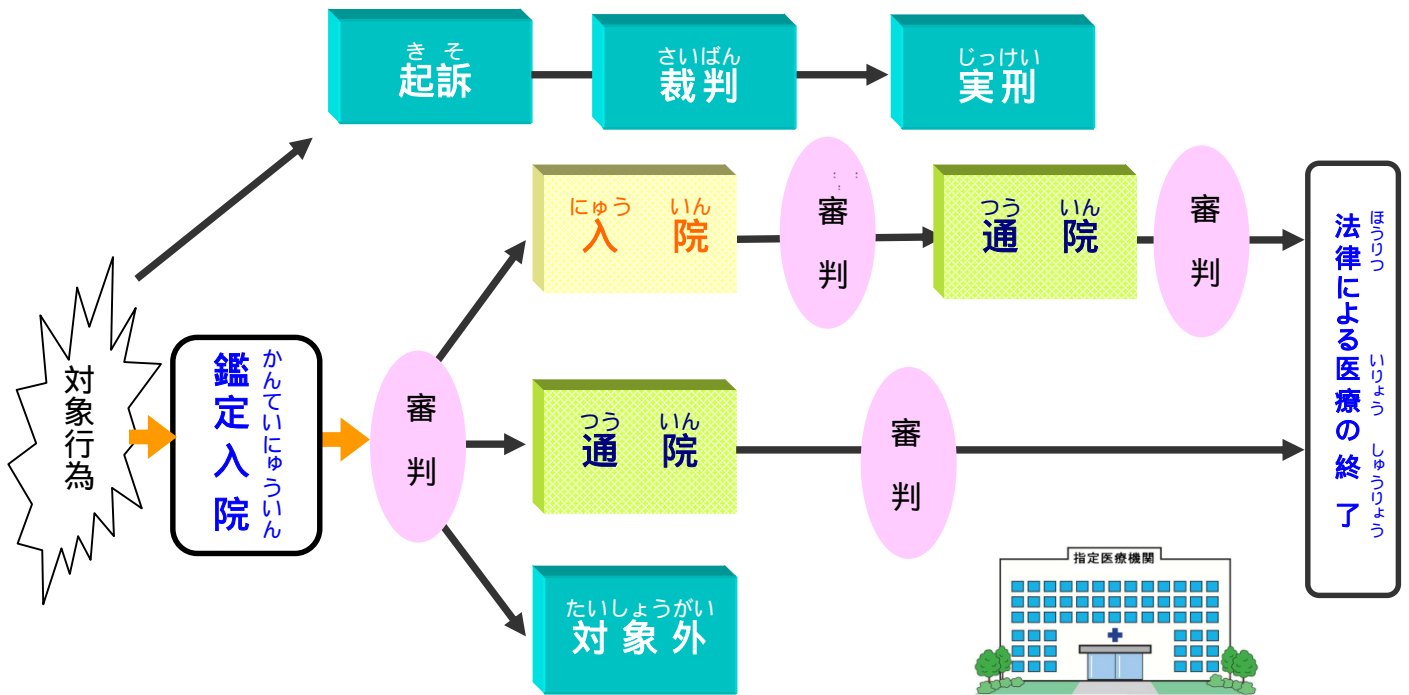 きそ
起訴
さいばん
裁判
じっけい
実刑
対象行為
かんていにゅういん
鑑定入院
審判
にゅう いん
入 院
審判
つう いん
通 院
審判
つう いん
通 院
審判
たいしょうがい
対象外
ほうりつ いりょう しゅうりょう
法律による医療の終了
指定医療機関